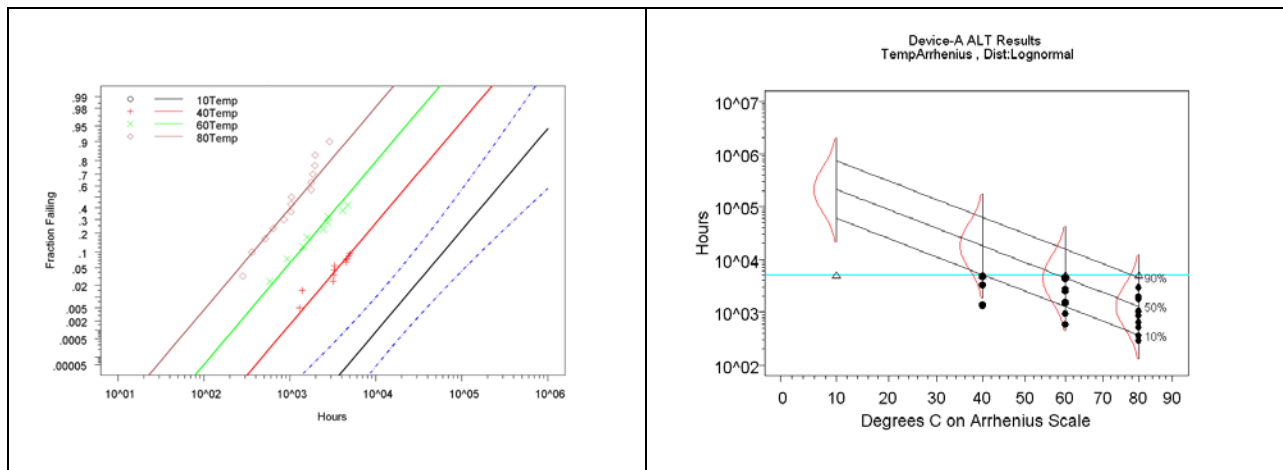 .99
.98
.95
.9
.8
.7
.6
.4
.3
.2
.1
.05
.02
.005
.002
.0005
.00005
Fraction Failing
10Temp
40Temp
60Temp
80Temp
10^01 10^02 10^03 10^04 10^05 10^06
Hours
Device-A ALT Results
TempArrhenius , Dist:Lognormal
10^07
10^06
10^05
10^04
10^03
10^02
Hours
90%
50%
10%
0 10 20 30 40 50 60 70 80 90
Degrees C on Arrhenius Scale